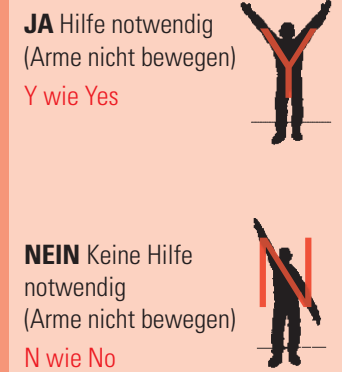 JA Hilfe notwendig
(Arme nicht bewegen)
Y wie Yes
Y
NEIN Keine Hilfe
notwendig
(Arme nicht bewegen)
N wie No
N